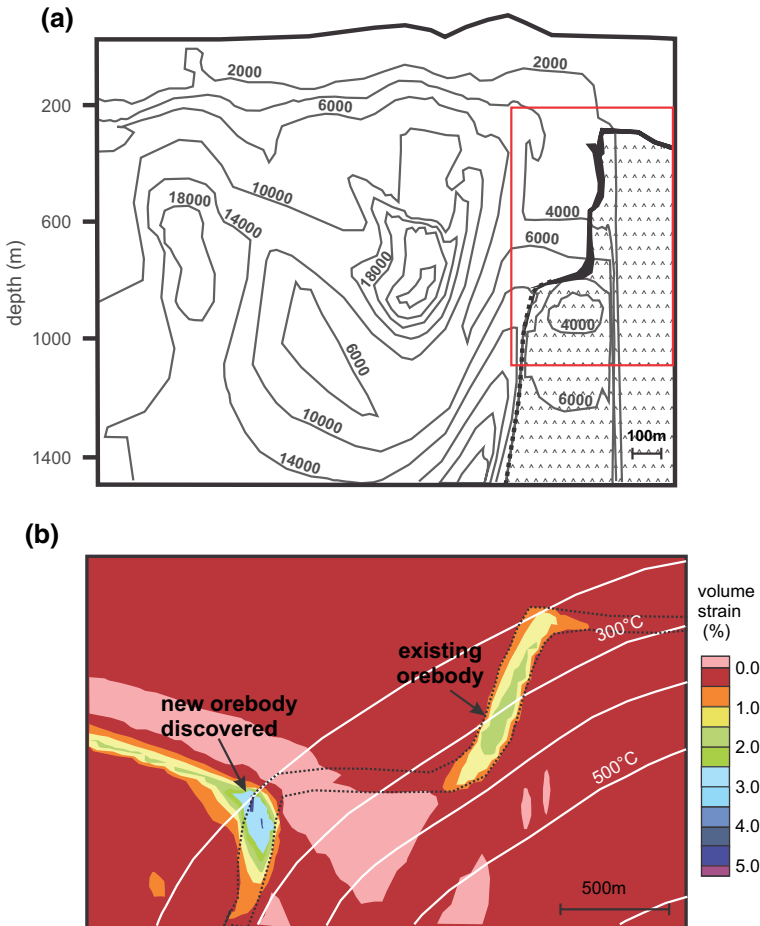 (a)
2000
2000
200
6000
10000
18000
14000
4000
600
6000
18000
depth (m)
4000
1000
6000
6000
10000
100m
14000
1400
(b)
volume
strain
(%)
300°C
existing
orebody
0.0
new orebody
discovered
1.0
2.0
500°C
3.0
4.0
500m
5.0